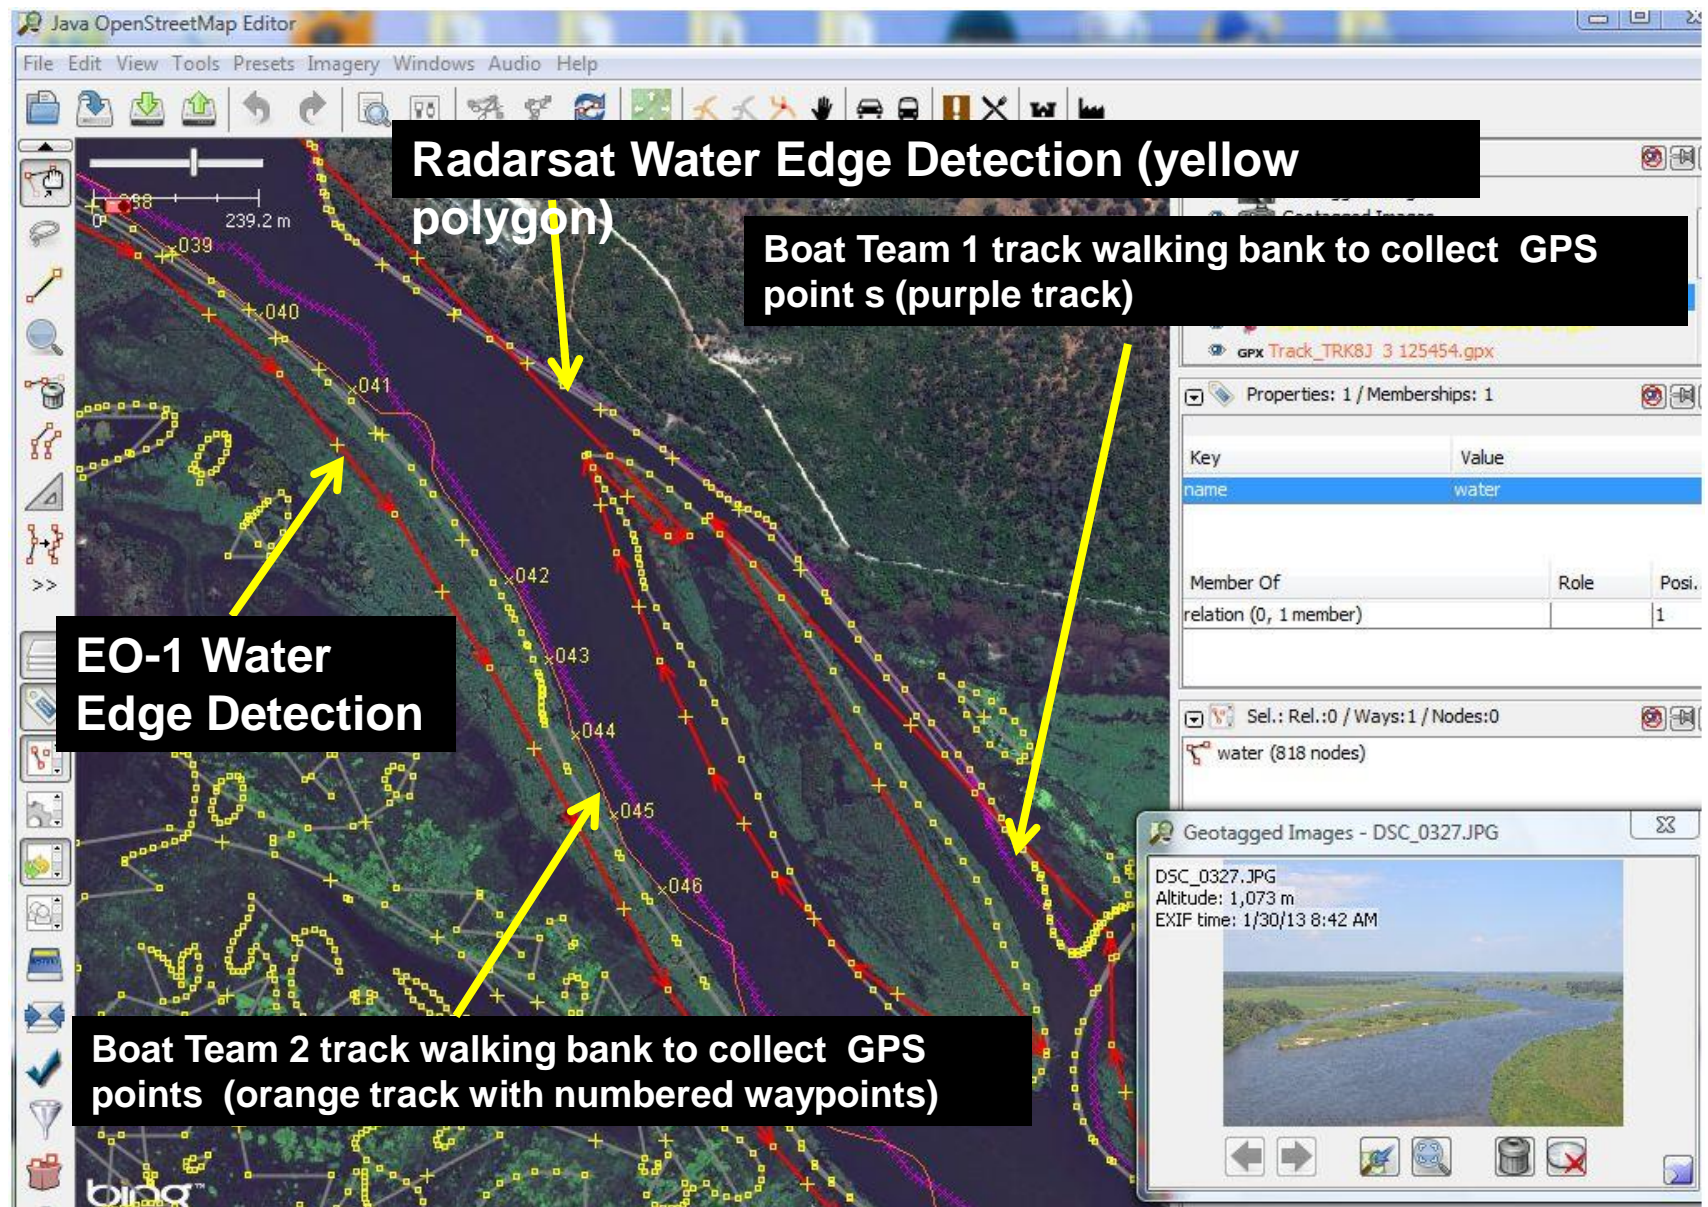 Java OpenStreetMap Editor
File Edit View Tools Presets Imagery Windows Audio Help
Radarsat Water Edge Detection (yellow
polygon)
239.2 m
039
Geotagged Images
Boat Team 1 track walking bank to collect GPS
point s (purple track)
040
GPX Track_TRK8J 3 125454.gpx
041
Properties: 1 / Memberships: 1
Key Value
name water
>>
042
Member Of Role Posi.
relation (0, 1 member) 1
EO-1 Water
Edge Detection
043
044
Sel.: Rel.:0 / Ways:1 / Nodes:0
water (818 nodes)
045
Geotagged Images - DSC_0327.JPG
DSC_0327.JPG
Altitude: 1,073 m
EXIF time: 1/30/13 8:42 AM
046
Boat Team 2 track walking bank to collect GPS
points (orange track with numbered waypoints)
bing™